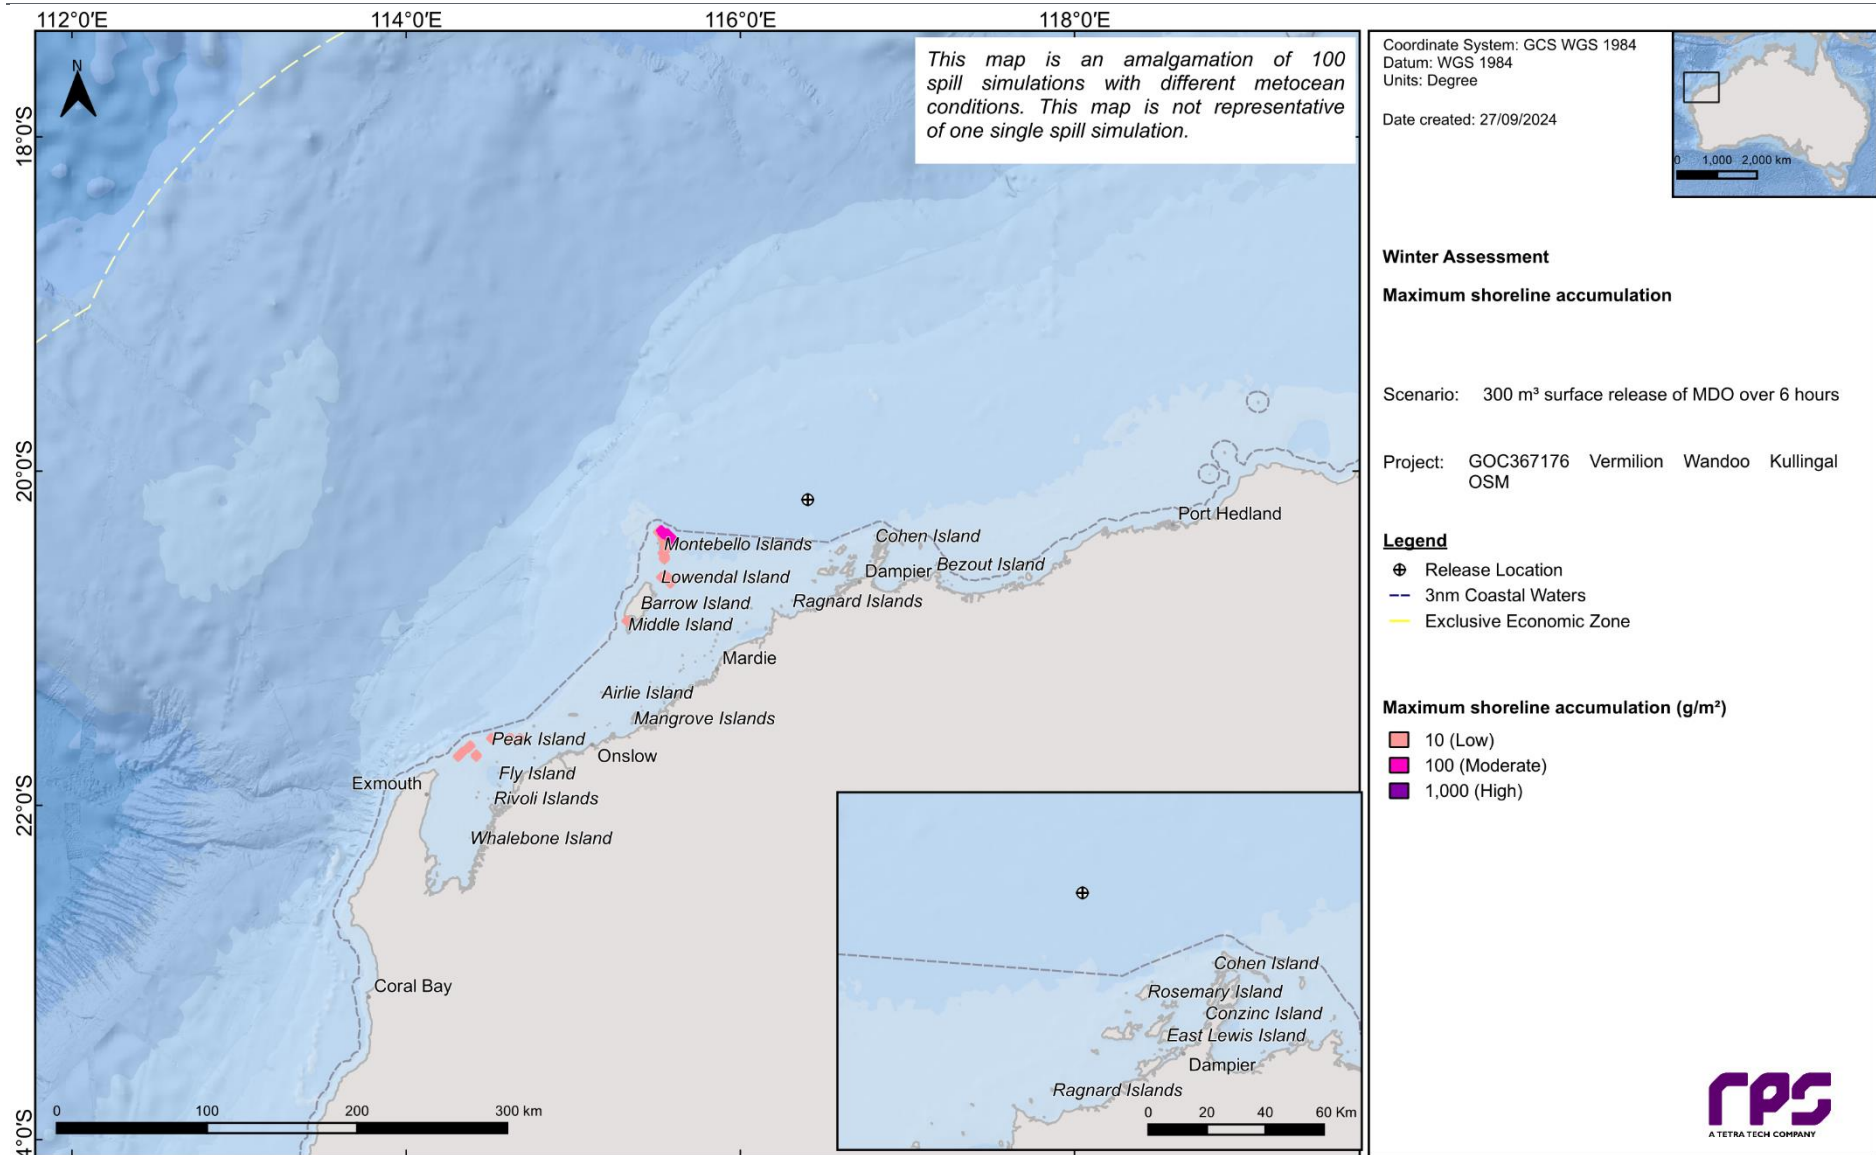 112°0'E
114°0'E
116°0'E
118°0'E
N
This map is an amalgamation of 100
spill simulations with different metocean
conditions. This map is not representative
of one single spill simulation.
18°0'S
20°0'S
22°0'S
4°0'S
Montebello Islands
Lowendal Island
Barrow Island
Middle Island
Cohen Island
Dampier
Bezout Island
Ragnard Islands
Port Hedland
Mardie
Airlie Island
Mangrove Islands
Peak Island
Onslow
Fly Island
Exmouth
Rivoli Islands
Whalebone Island
Coral Bay
0 100 200 300 km
Cohen Island
Rosemary Island
Conzinc Island
East Lewis Island
Dampier
Ragnard Islands
0 20 40 60 Km
Coordinate System: GCS WGS 1984
Datum: WGS 1984
Units: Degree
Date created: 27/09/2024
0 1,000 2,000 km
Winter Assessment
Maximum shoreline accumulation
Scenario: 300 m³ surface release of MDO over 6 hours
Project: GOC367176 Vermilion Wandoo Kullingal
OSM
Legend
Release Location
3nm Coastal Waters
Exclusive Economic Zone
Maximum shoreline accumulation (g/m²)
10 (Low)
100 (Moderate)
1,000 (High)
rps
A TETRA TECH COMPANY